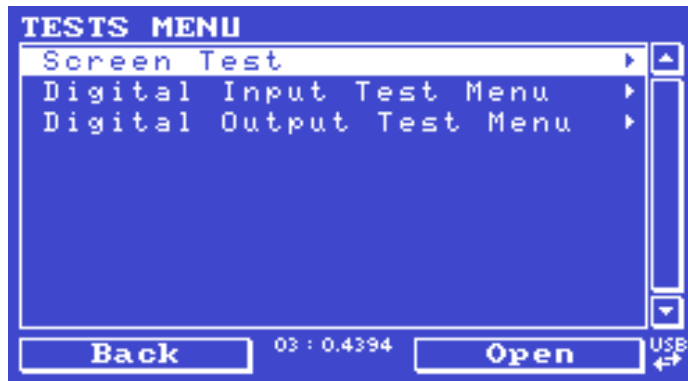 TESTS MENU
Screen Test
Digital Input Test Menu
Digital Output Test Menu
Back 03 : 0.4394 Open USB